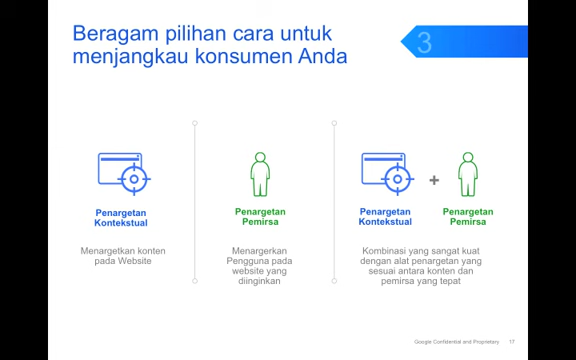 Beragam pilihan cara untuk
menjangkau konsumen Anda
3
Penargetan
Kontekstual
Menargetkan konten
pada Website
Penargetan
Pemirsa
Menargerkan
Pengguna pada
website yang
diinginkan
Penargetan
Kontekstual
+
Penargetan
Pemirsa
Kombinasi yang sangat kuat
dengan alat penargetan yang
sesuai antara konten dan
pemirsa yang tepat
Google Confidential and Proprietary
17